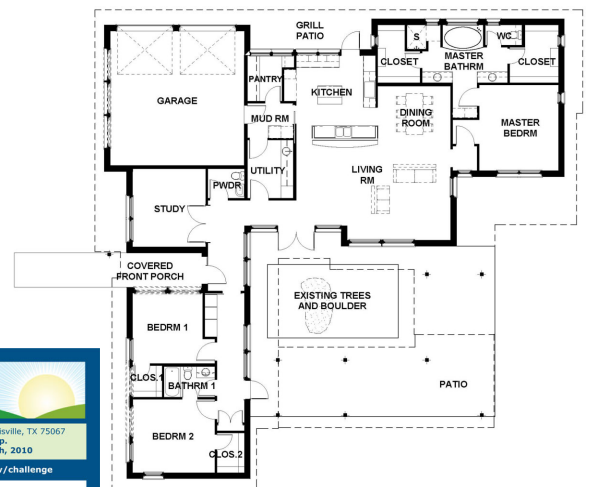 GRILL
PATIO
S
WC
CLOSET
MASTER
BATHRM
CLOSET
PANTRY
KITCHEN
GARAGE
DINING
ROOM
MUD RM
MASTER
BEDRM
UTILITY
LIVING
RM
PWDR
STUDY
COVERED
FRONT PORCH
EXISTING TREES
AND BOULDER
BEDRM 1
CLOS.1
BATHRM 1
PATIO
BEDRM 2
CLOS.2
isville, TX 75067
p.
h, 2010
v/challenge